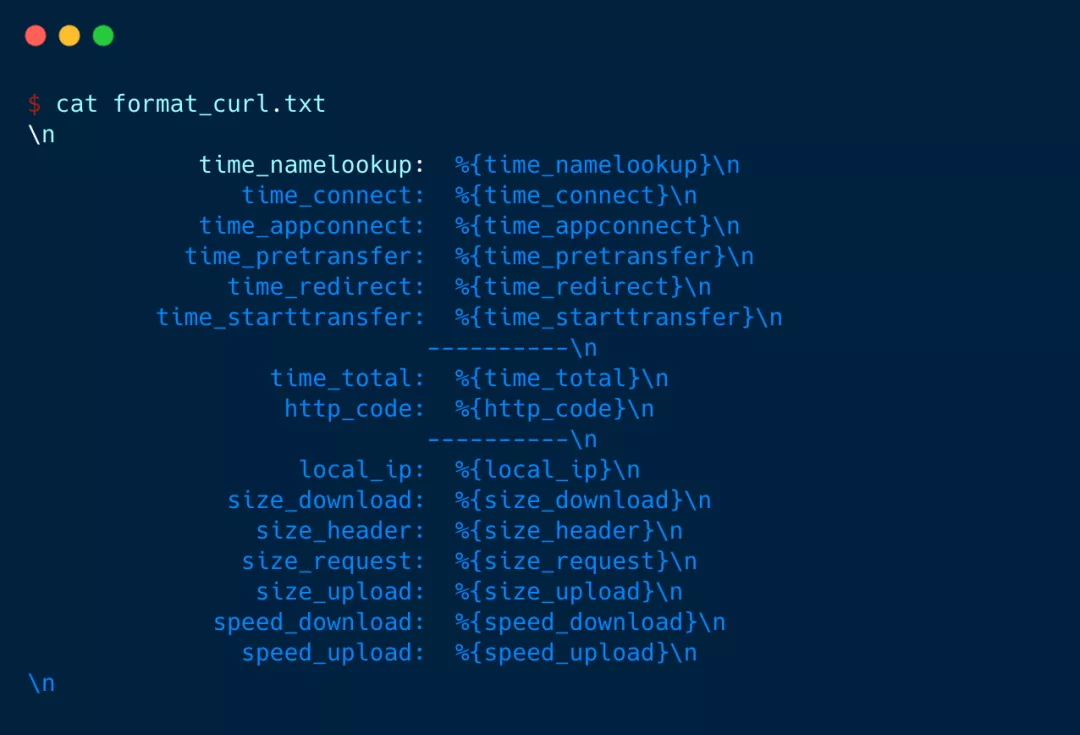 $ cat format_curl.txt
\n
time_namelookup:  %{time_namelookup}\n
time_connect:  %{time_connect}\n
time_appconnect:  %{time_appconnect}\n
time_pretransfer:  %{time_pretransfer}\n
time_redirect:  %{time_redirect}\n
time_starttransfer:  %{time_starttransfer}\n
----------\n
time_total:  %{time_total}\n
http_code:  %{http_code}\n
----------\n
local_ip:  %{local_ip}\n
size_download:  %{size_download}\n
size_header:  %{size_header}\n
size_request:  %{size_request}\n
size_upload:  %{size_upload}\n
speed_download:  %{speed_download}\n
speed_upload:  %{speed_upload}\n
\n